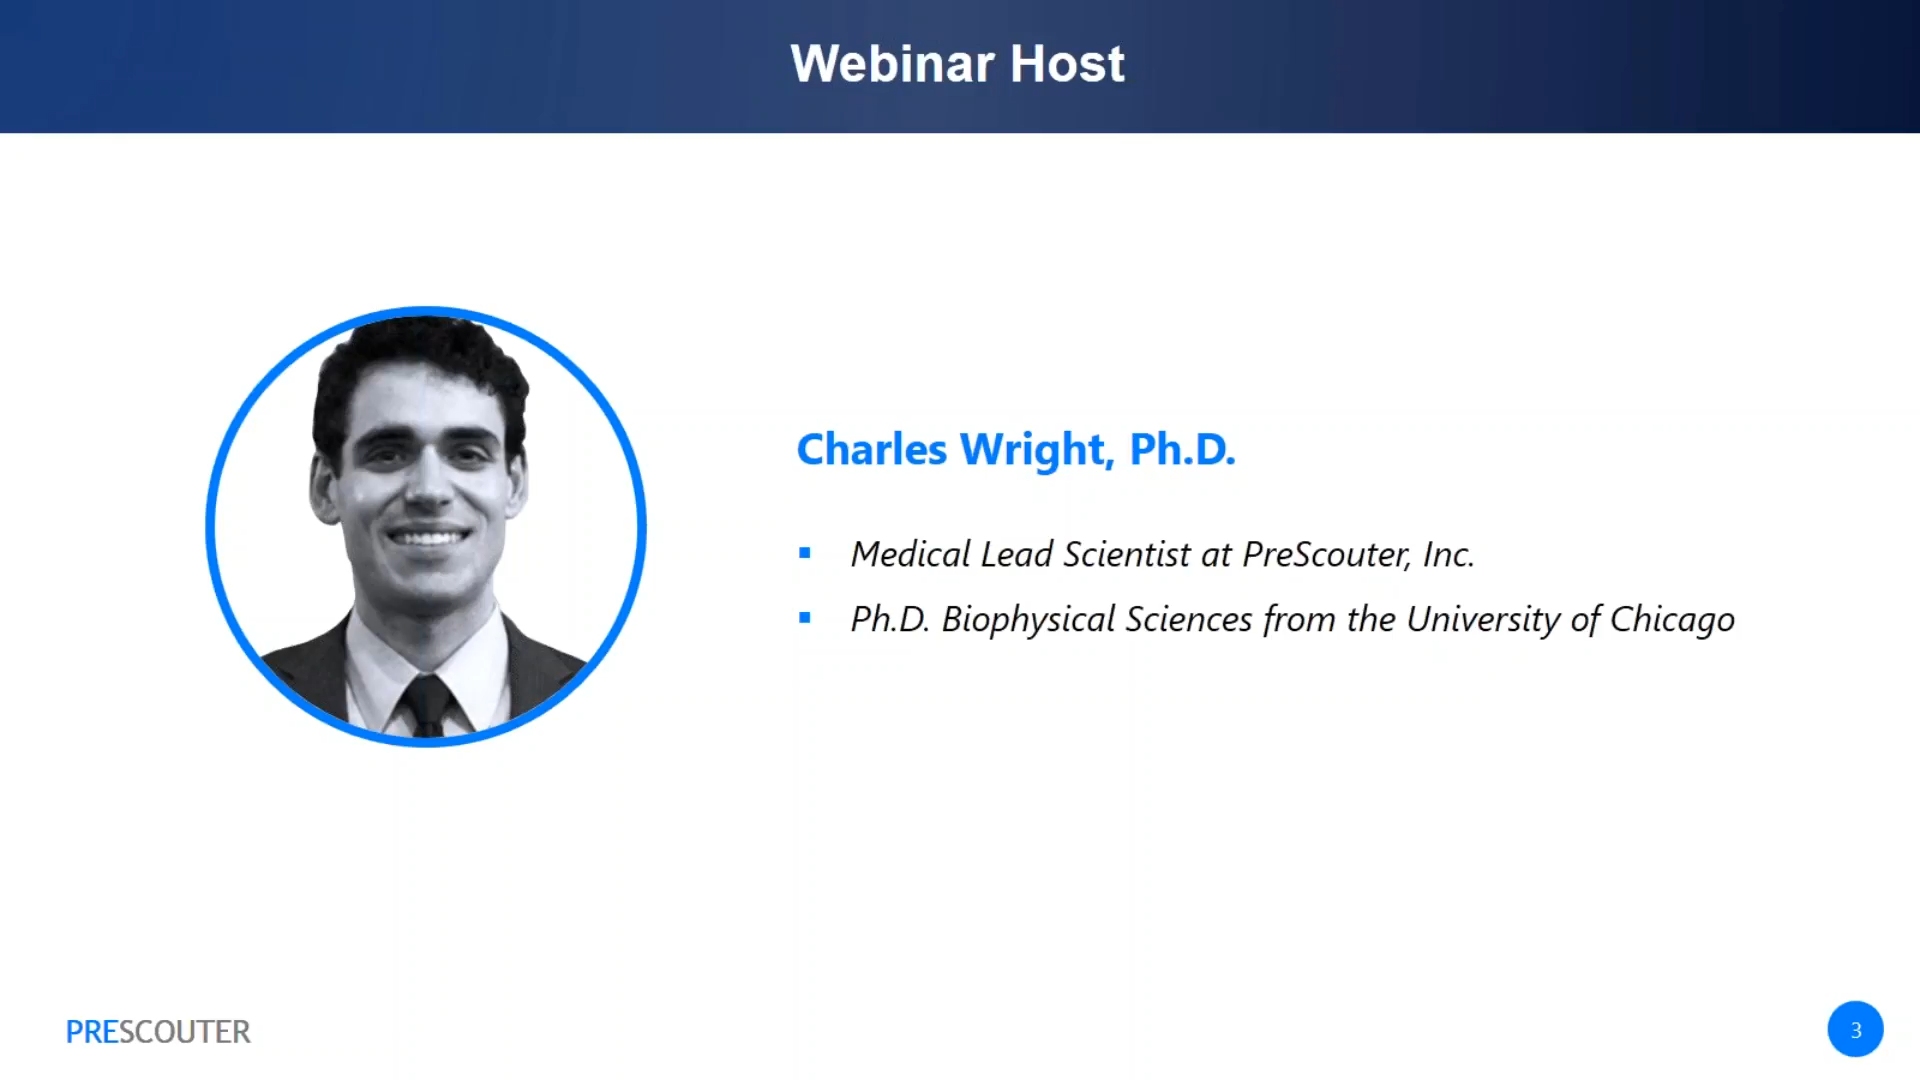 Webinar Host
Charles Wright, Ph.D.
Medical Lead Scientist at PreScouter, Inc.
Ph.D. Biophysical Sciences from the University of Chicago
PRESCOUTER
3